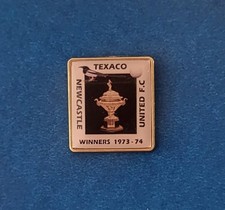 TEXACO
NEWCASTLE
UNITED F.C
WINNERS 1973-74